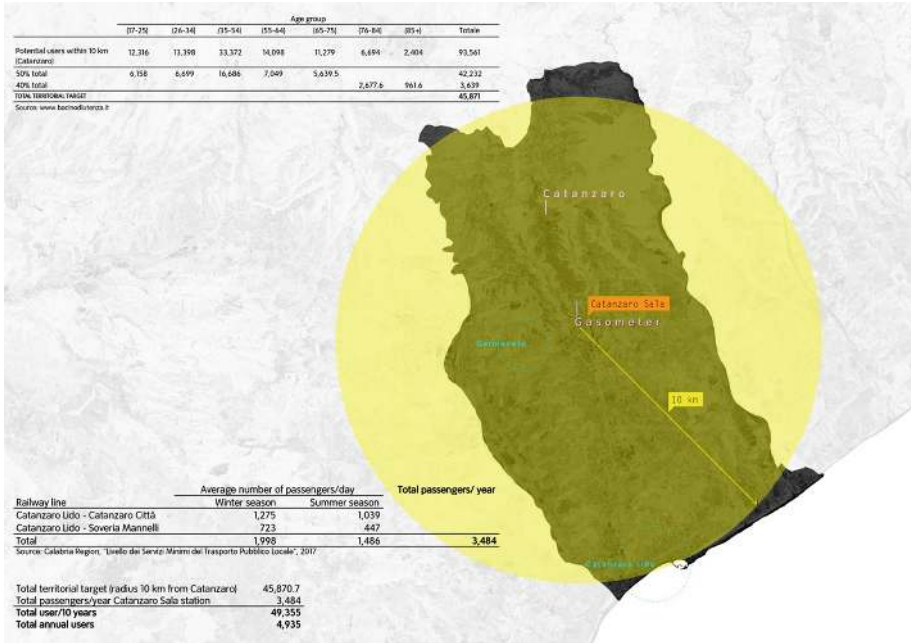 Age group
(17-25) (26-34) (35-54) (55-64) (65-75) (76-84) (85+) Totale
Potential users within 10 km (Catanzaro) 12,316 13,398 33,372 14,098 11,279 6,694 2,404 93,561
50% total 6,158 6,699 16,686 7,049 5,639.5 42,232
40% total 2,677.6 961.6 3,639
TOTAL TERRITORIAL TARGET 45,871
Source: www.bacinodiutenza.it
Catanzaro
Catanzaro Sala
Gasometer
10 km
Average number of passengers/day Total passengers/ year
Railway line Winter season Summer season
Catanzaro Lido - Catanzaro Città 1,275 1,039
Catanzaro Lido - Soveria Mannelli 723 447
Total 1,998 1,486 3,484
Source: Calabria Region, "Livello dei Servizi Minimi del Trasporto Pubblico Locale", 2017
Catanzaro Lido
Total territorial target (radius 10 km from Catanzaro) 45,870.7
Total passengers/year Catanzaro Sala station 3,484
Total user/10 years 49,355
Total annual users 4,935